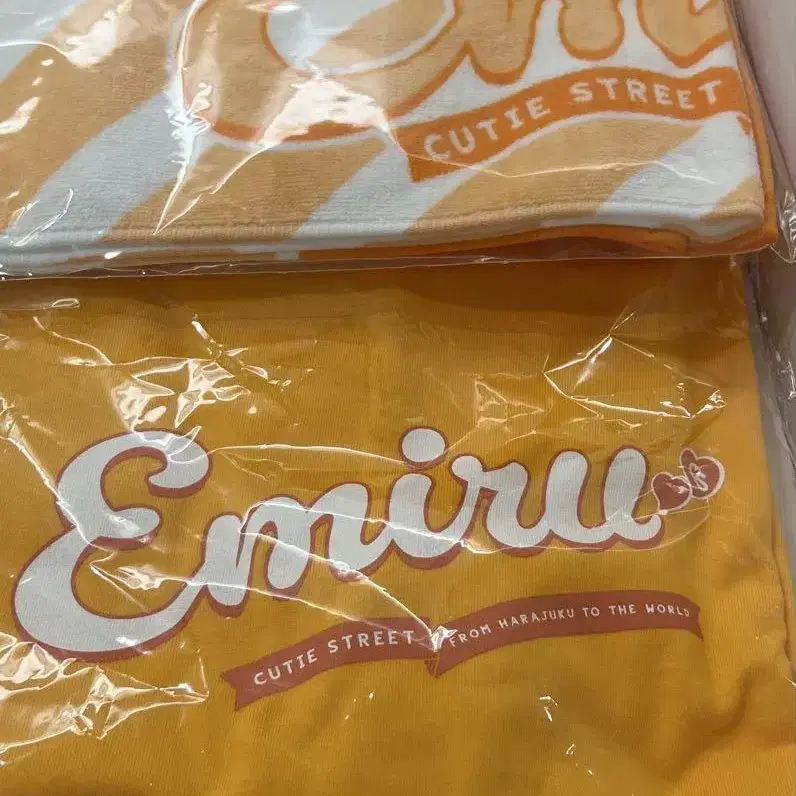 CUTIE STREET
Emiru
CUTIE STREET FROM HARAJUKU TO THE WORLD